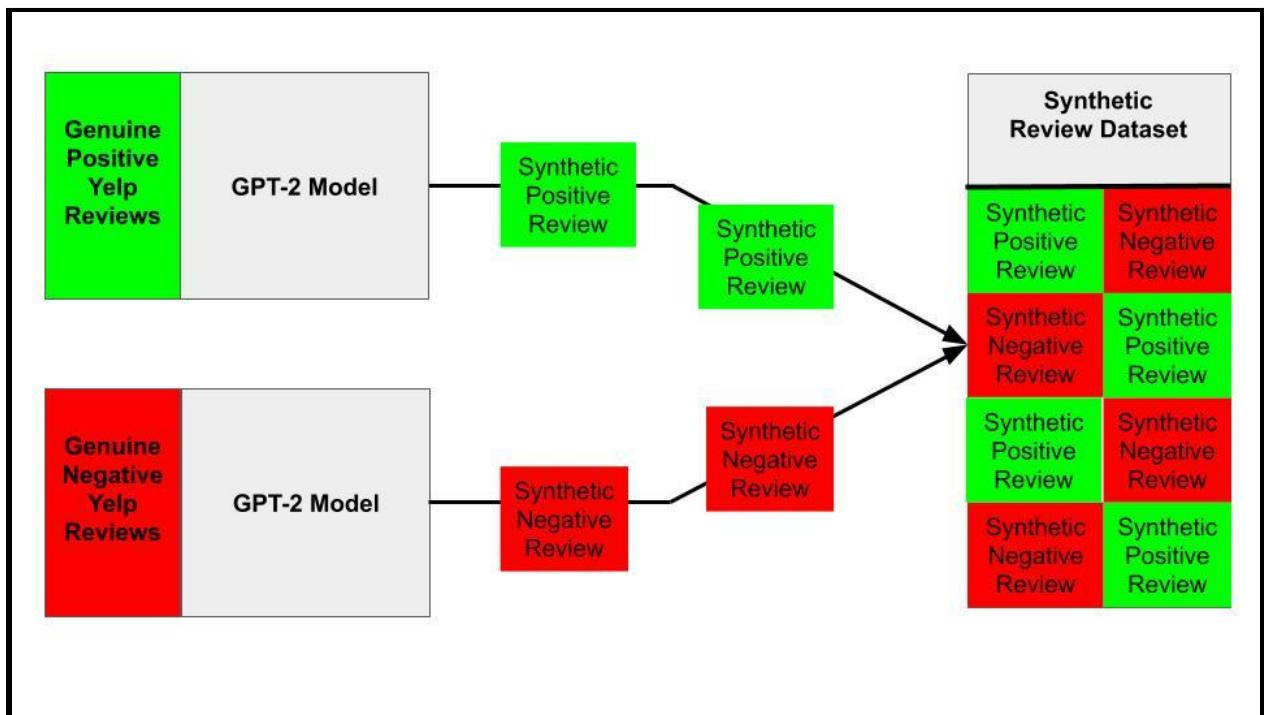 Genuine
Positive
Yelp
Reviews
GPT-2 Model
Synthetic
Positive
Review
Synthetic
Positive
Review
Genuine
Negative
Yelp
Reviews
GPT-2 Model
Synthetic
Negative
Review
Synthetic
Negative
Review
Synthetic
Review Dataset
Synthetic
Positive
Review
Synthetic
Negative
Review
Synthetic
Negative
Review
Synthetic
Positive
Review
Synthetic
Positive
Review
Synthetic
Negative
Review
Synthetic
Negative
Review
Synthetic
Positive
Review